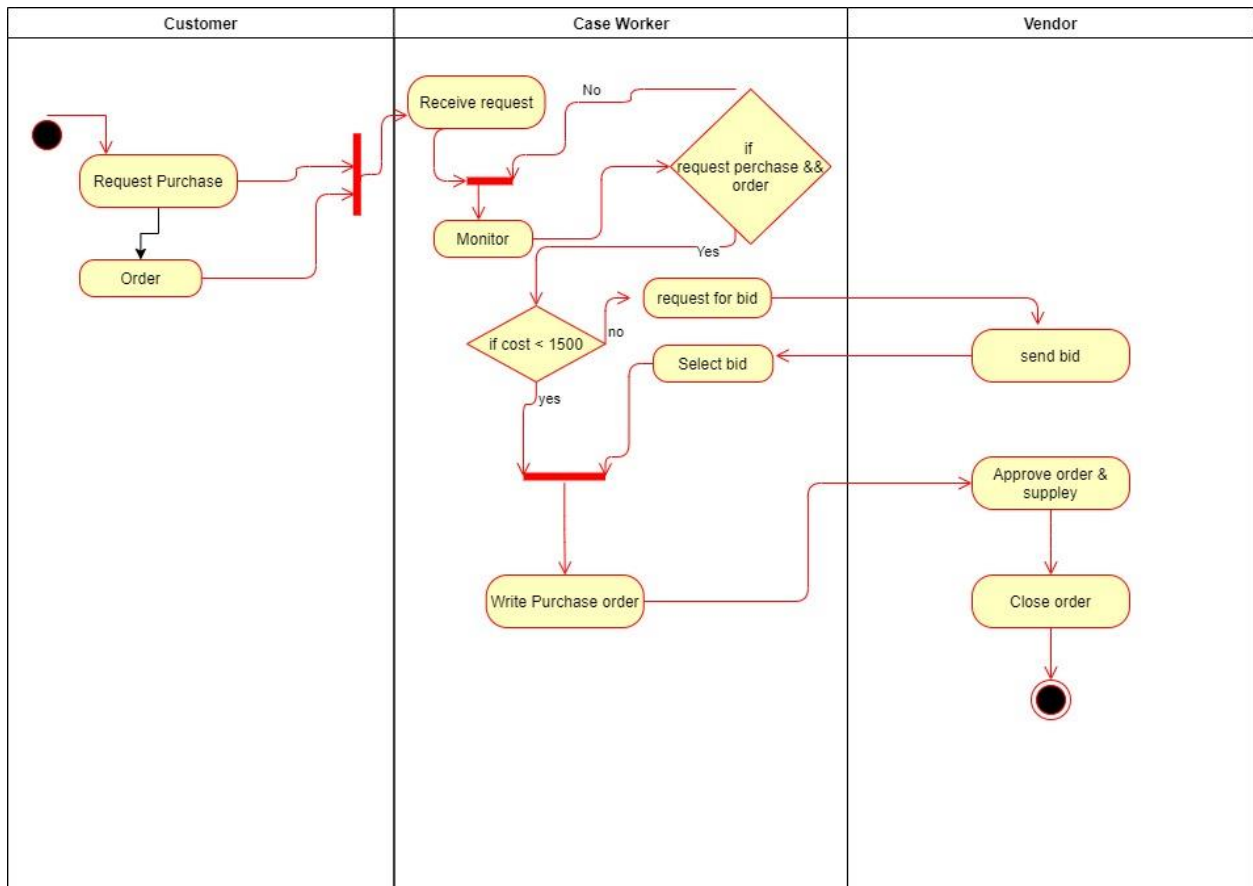 Customer
Case Worker
Vendor
Request Purchase
Order
Receive request
No
if
request perchase &&
order
Monitor
Yes
request for bid
if cost < 1500
no
Select bid
send bid
yes
Approve order &
suppley
Write Purchase order
Close order